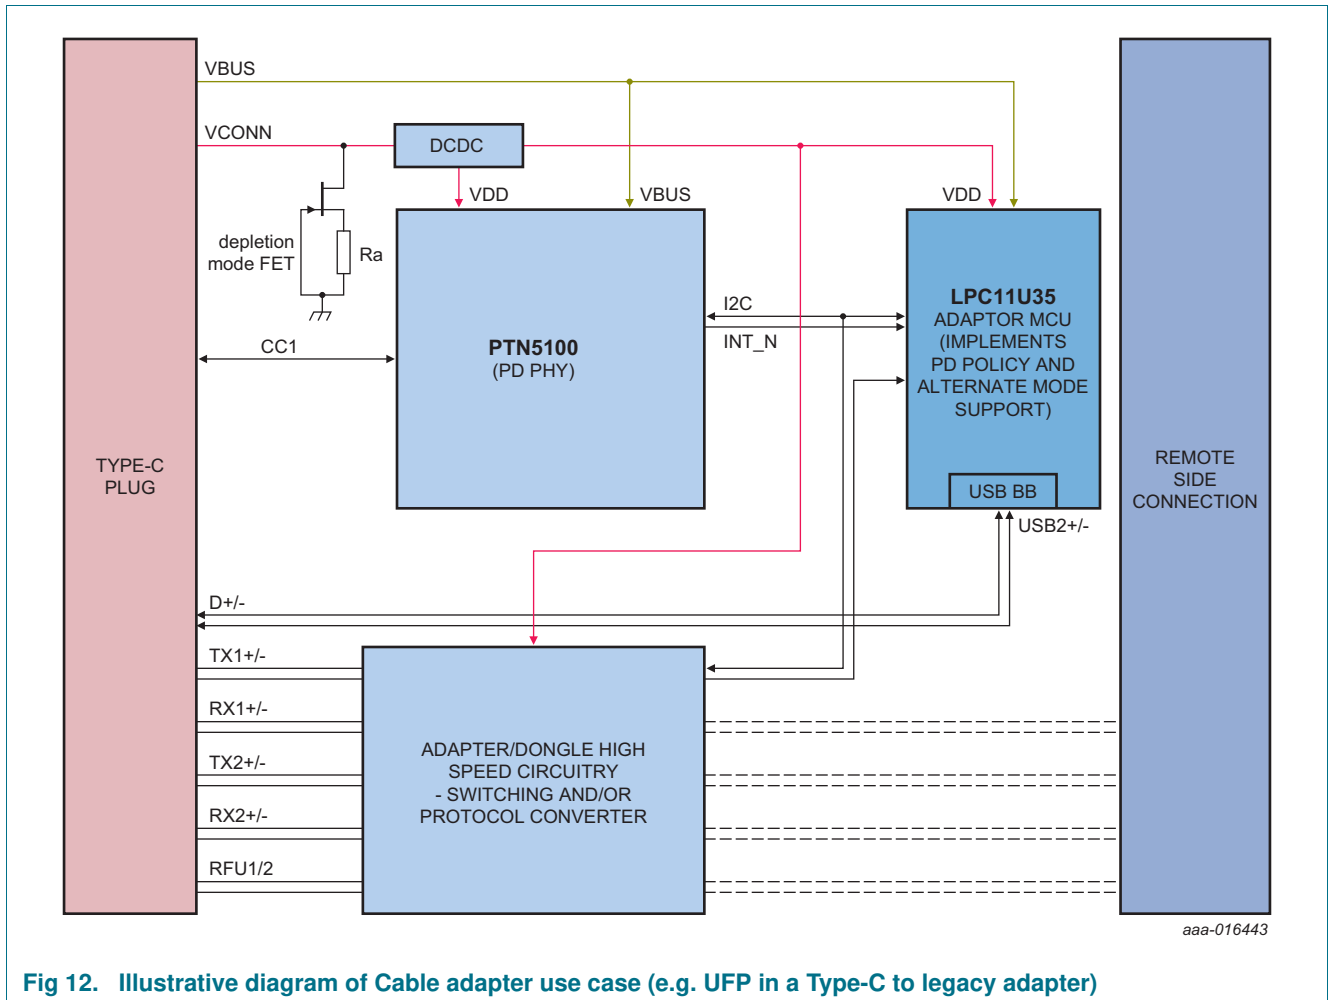 VBUS
VCONN
DCDC
VDD
VBUS
VDD
depletion
mode FET
Ra
CC1
PTN5100
(PD PHY)
I2C
INT_N
LPC11U35
ADAPTOR MCU
(IMPLEMENTS
PD POLICY AND
ALTERNATE MODE
SUPPORT)
USB BB
USB2+/-
TYPE-C
PLUG
REMOTE
SIDE
CONNECTION
D+/-
TX1+/-
RX1+/-
TX2+/-
RX2+/-
RFU1/2
ADAPTER/DONGLE HIGH
SPEED CIRCUITRY
- SWITCHING AND/OR
PROTOCOL CONVERTER
aaa-016443
Fig 12. Illustrative diagram of Cable adapter use case (e.g. UFP in a Type-C to legacy adapter)